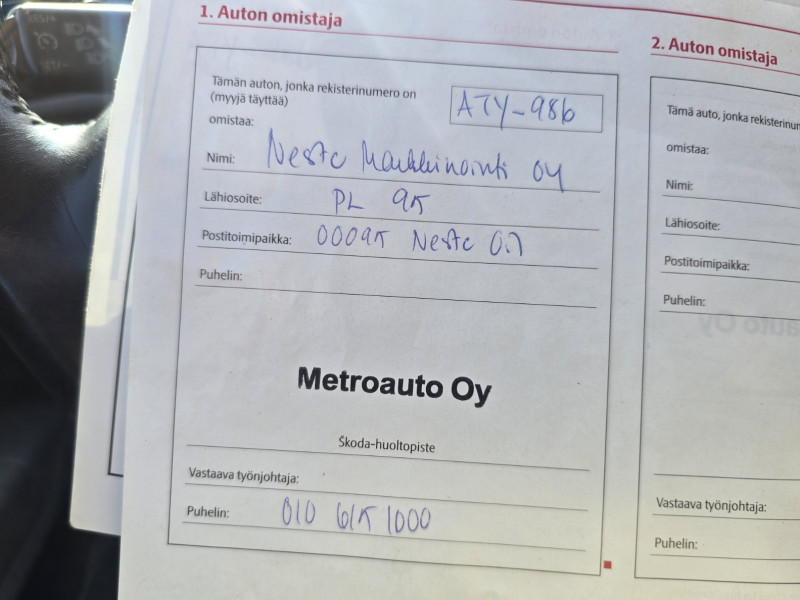 1. Auton omistaja
Tämän auton, jonka rekisterinumero on
(myyjä täyttää)
ATY-986
omistaa:
Nimi: Neste Markkinointi OY
Lähiosoite: PL 95
Postitoimipaikka: 00095 Neste Oil
Puhelin:
Metroauto Oy
Škoda-huoltopiste
Vastaava työnjohtaja:
Puhelin: 010 615 1000
2. Auton omistaja
Tämä auto, jonka rekisterinum
omistaa:
Nimi:
Lähiosoite:
Postitoimipaikka:
Puhelin:
Vastaava työnjohtaja:
Puhelin: